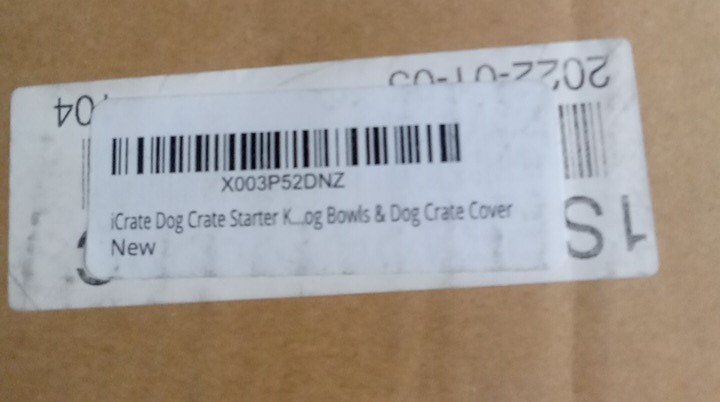 X003P52DNZ
iCrate Dog Crate Starter K...og Bowls & Dog Crate Cover
New